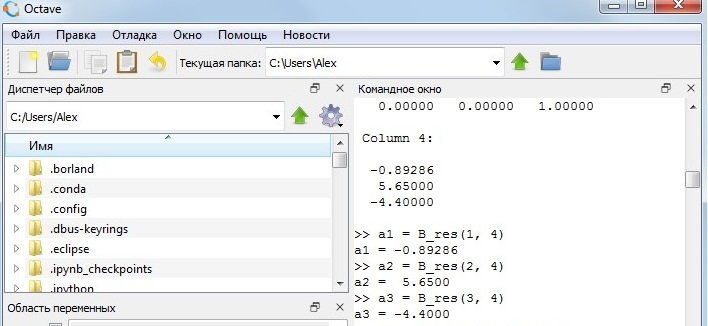 Octave
Файл Правка Отладка Окно Помощь Новости
Текущая папка: C:\Users\Alex
Диспетчер файлов
C:/Users/Alex
Имя
.borland
.conda
.config
.dbus-keyrings
.eclipse
.ipynb_checkpoints
.ipython
Область переменных
Командное окно
0.00000 0.00000 1.00000
Column 4:
-0.89286
5.65000
-4.40000
>> a1 = B_res(1, 4)
a1 = -0.89286
>> a2 = B_res(2, 4)
a2 = 5.6500
>> a3 = B_res(3, 4)
a3 = -4.4000